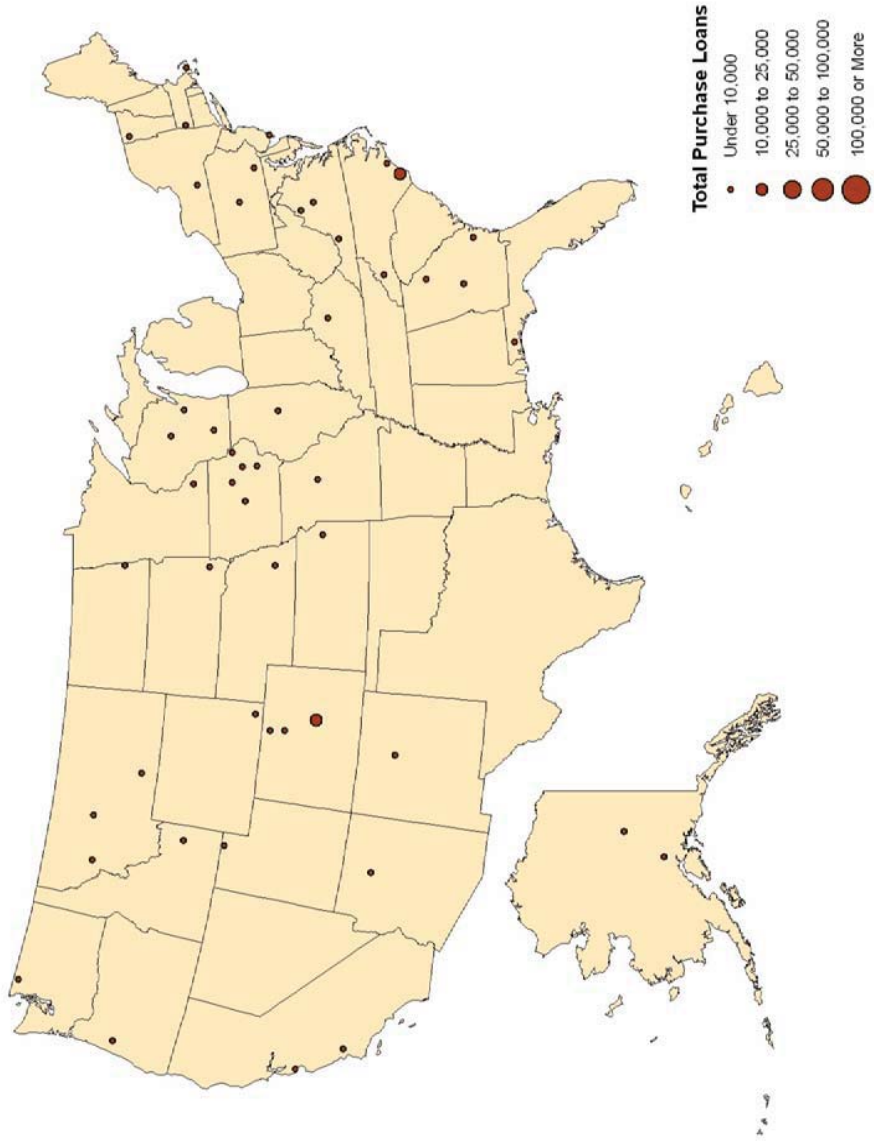 Total Purchase Loans
Under 10,000
10,000 to 25,000
25,000 to 50,000
50,000 to 100,000
100,000 or More